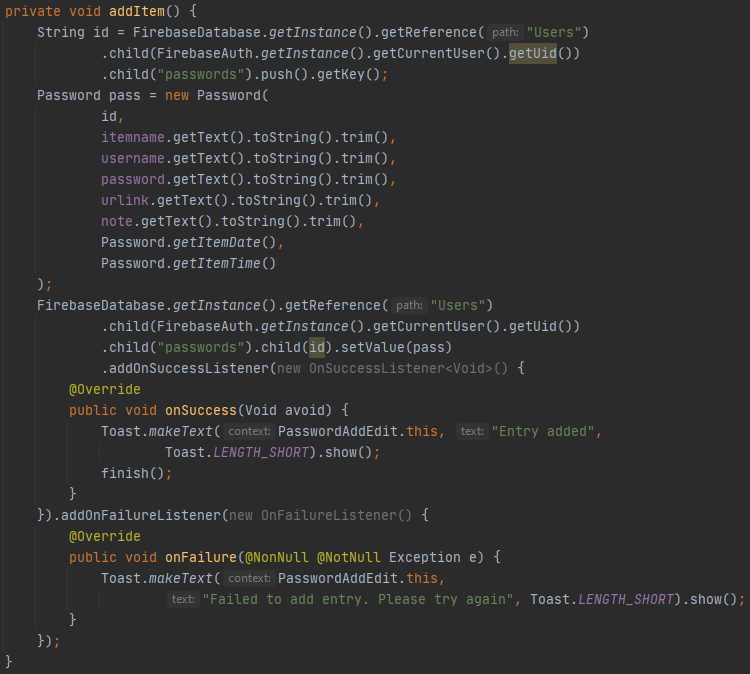 private void addItem() {
String id = FirebaseDatabase.getInstance().getReference( path: "Users")
.child(FirebaseAuth.getInstance().getCurrentUser().getUid())
.child("passwords").push().getKey();
Password pass = new Password(
id,
itemname.getText().toString().trim(),
username.getText().toString().trim(),
password.getText().toString().trim(),
urlink.getText().toString().trim(),
note.getText().toString().trim(),
Password.getItemDate(),
Password.getItemTime()
);
FirebaseDatabase.getInstance().getReference( path: "Users")
.child(FirebaseAuth.getInstance().getCurrentUser().getUid())
.child("passwords").child(id).setValue(pass)
.addOnSuccessListener(new OnSuccessListener<Void>() {
@Override
public void onSuccess(Void avoid) {
Toast.makeText( context: PasswordAddEdit.this, text: "Entry added",
Toast.LENGTH_SHORT).show();
finish();
}
}).addOnFailureListener(new OnFailureListener() {
@Override
public void onFailure(@NonNull @NotNull Exception e) {
Toast.makeText( context: PasswordAddEdit.this,
text: "Failed to add entry. Please try again", Toast.LENGTH_SHORT).show();
}
});
}